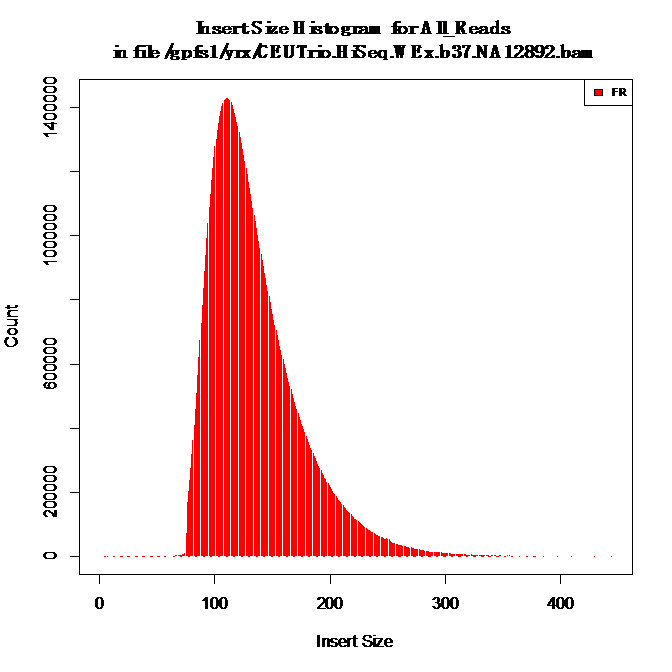 Insert Size Histogram for All_Reads
in file /gpfs1/yrx/CEUTrio.HiSeq.WEx.b37.NA12892.bam
FR
1400000
1000000
600000
200000
0
Count
0 100 200 300 400
Insert Size